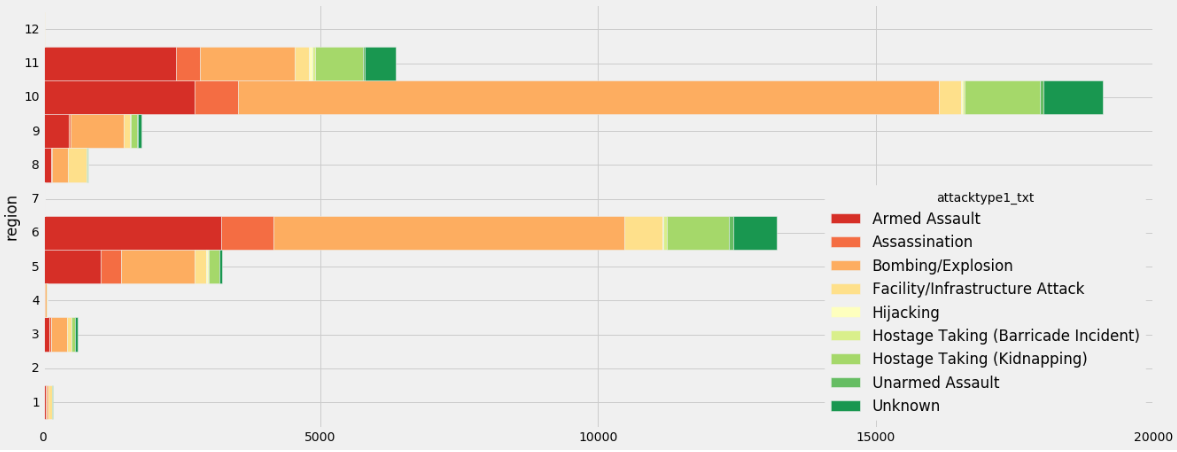 12
11
10
9
8
7
6
5
4
3
2
1
region
attacktype1_txt
Armed Assault
Assassination
Bombing/Explosion
Facility/Infrastructure Attack
Hijacking
Hostage Taking (Barricade Incident)
Hostage Taking (Kidnapping)
Unarmed Assault
Unknown
0 5000 10000 15000 20000